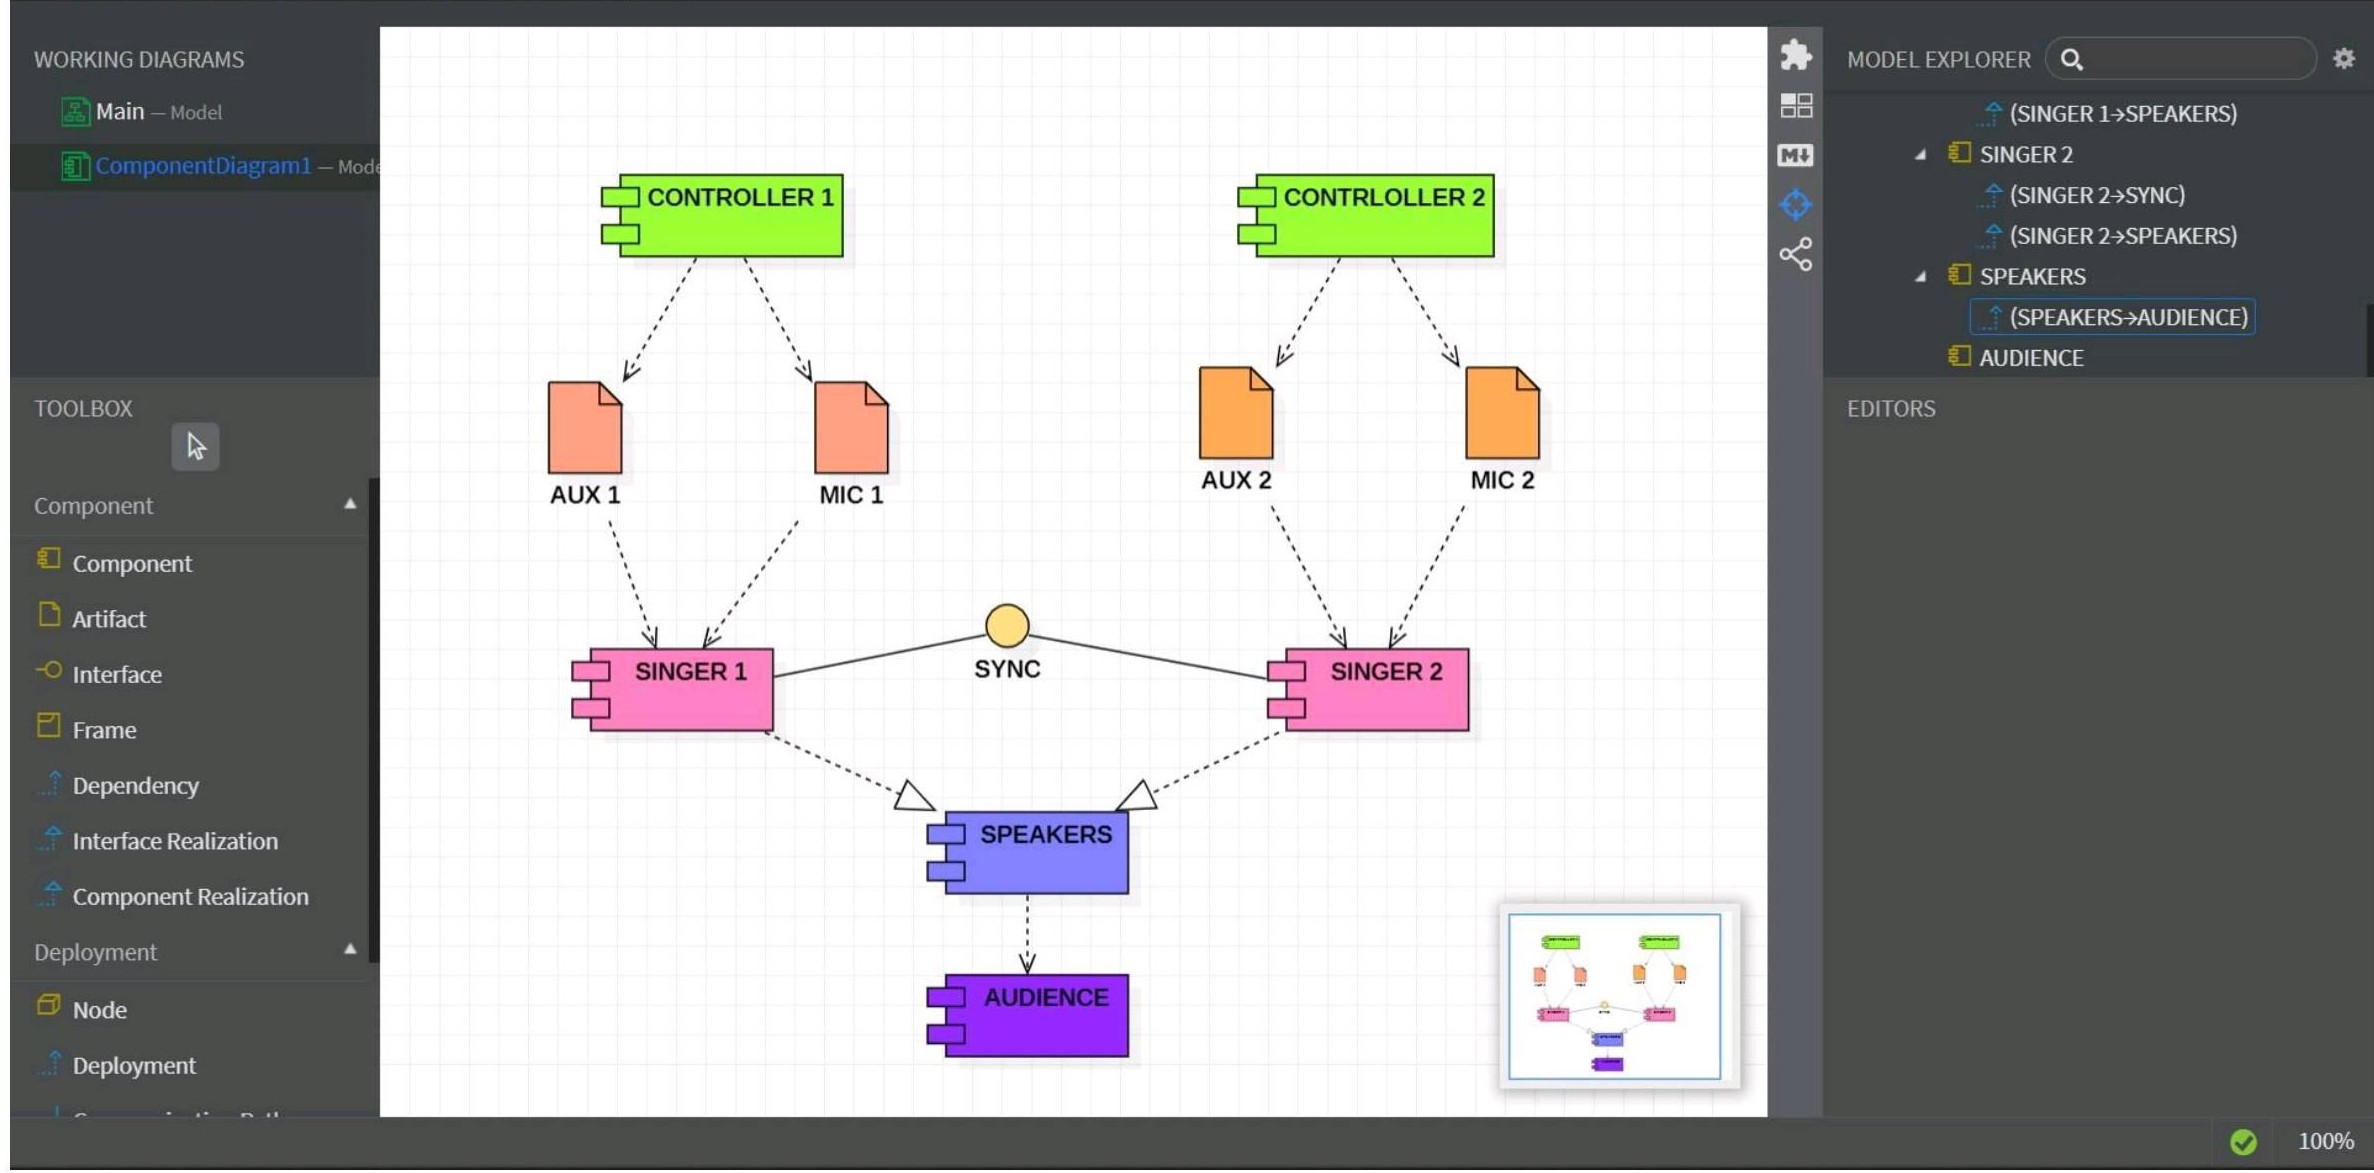 WORKING DIAGRAMS
Main — Model
ComponentDiagram1 — Mode
TOOLBOX
Component
Component
Artifact
Interface
Frame
Dependency
Interface Realization
Component Realization
Deployment
Node
Deployment
CONTROLLER 1
CONTRLOLLER 2
AUX 1
MIC 1
AUX 2
MIC 2
SINGER 1
SYNC
SINGER 2
SPEAKERS
AUDIENCE
M
MODEL EXPLORER
(SINGER 1→SPEAKERS)
SINGER 2
(SINGER 2→SYNC)
(SINGER 2→SPEAKERS)
SPEAKERS
(SPEAKERS→AUDIENCE)
AUDIENCE
EDITORS
100%